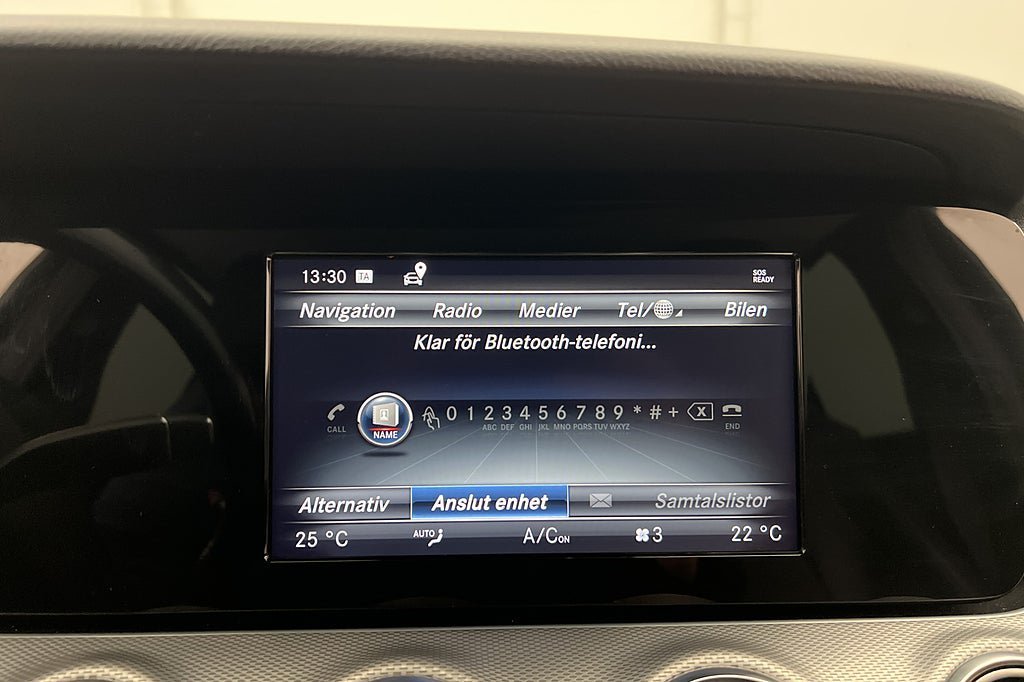 13:30 TA SOS READY
Navigation Radio Medier Tel/ Bilen
Klar för Bluetooth-telefoni...
CALL NAME 0 1 2 3 4 5 6 7 8 9 * # + X END
ABC DEF GHI JKL MNO PQRS TUV WXYZ
Alternativ Anslut enhet Samtalslistor
25 °C AUTO A/C ON 3 22 °C